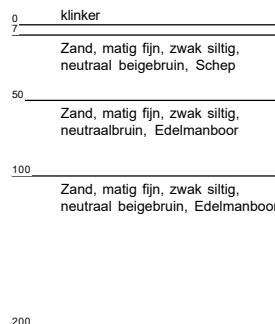 0 klinker
7
Zand, matig fijn, zwak siltig,
neutraal beigebruin, Schep
50
Zand, matig fijn, zwak siltig,
neutraalbruin, Edelmanboor
100
Zand, matig fijn, zwak siltig,
neutraal beigebruin, Edelmanboor
200